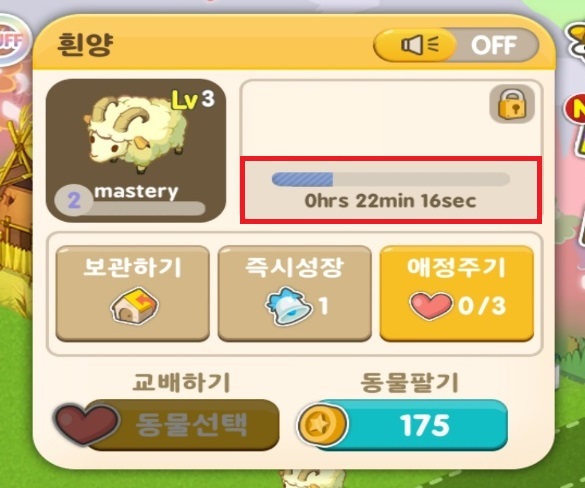 흰양
OFF
Lv3
mastery
2
0hrs 22min 16sec
보관하기
즉시성장
1
애정주기
0/3
교배하기
동물선택
동물팔기
175